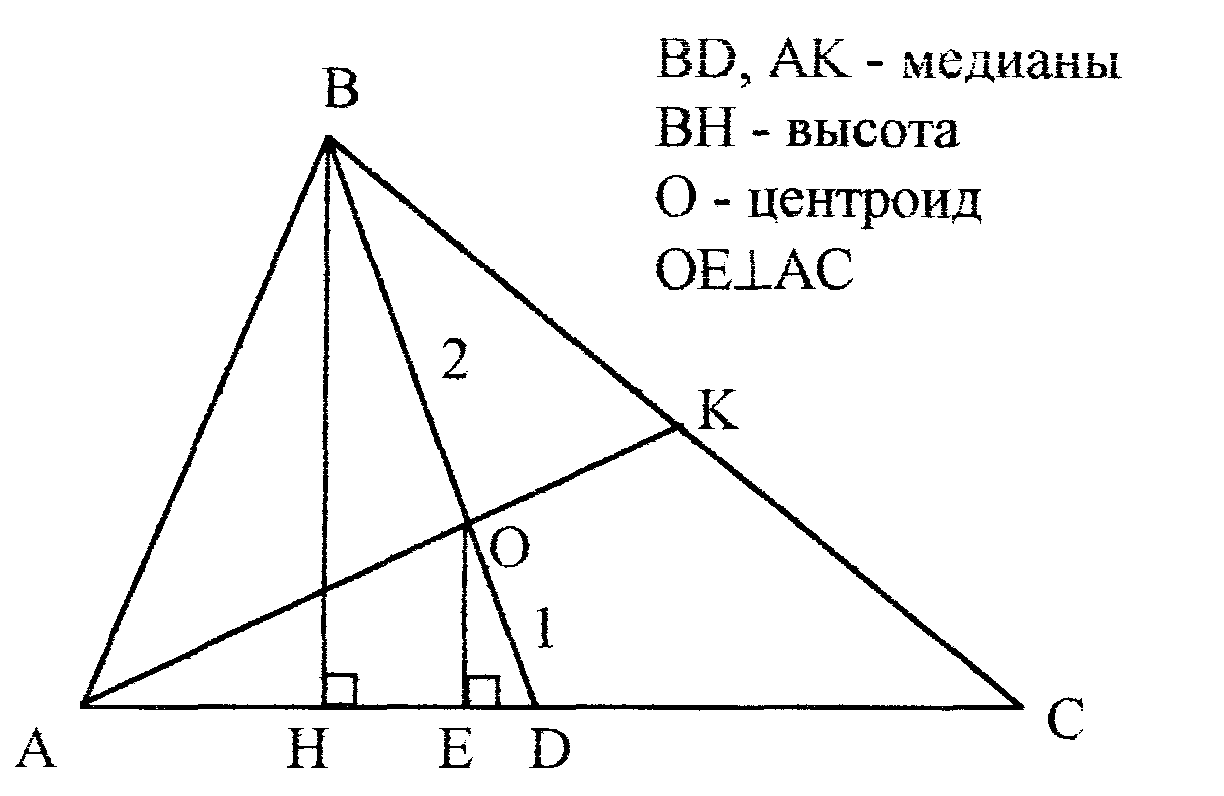 BD, AK - медианы
B
BH - высота
O - центроид
OE⊥AC
2
K
O
1
A
H
E
D
C